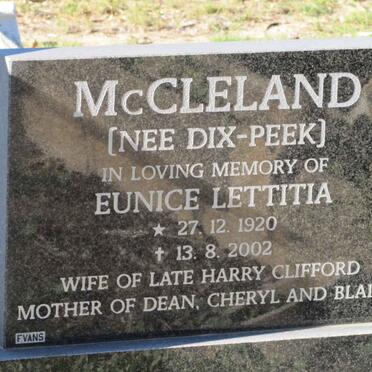 McCLELAND
[NEE DIX-PEEK]
IN LOVING MEMORY OF
EUNICE LETTITIA
★ 27. 12. 1920
✝ 13. 8. 2002
WIFE OF LATE HARRY CLIFFORD
MOTHER OF DEAN, CHERYL AND
EVANS